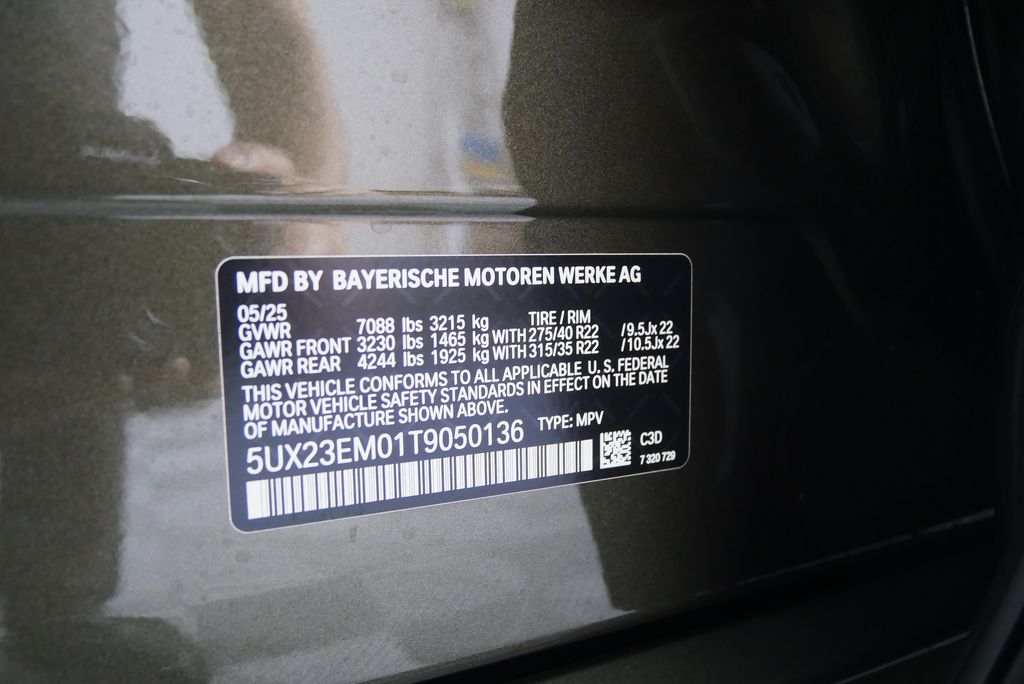 MFD BY BAYERISCHE MOTOREN WERKE AG
05/25 TIRE / RIM
GVWR 7088 lbs 3215 kg
GAWR FRONT 3230 lbs 1465 kg WITH 275/40 R22 /9.5Jx 22
GAWR REAR 4244 lbs 1925 kg WITH 315/35 R22 /10.5Jx 22
THIS VEHICLE CONFORMS TO ALL APPLICABLE U.S. FEDERAL
MOTOR VEHICLE SAFETY STANDARDS IN EFFECT ON THE DATE
OF MANUFACTURE SHOWN ABOVE.
5UX23EM01T9050136 TYPE: MPV
C3D
7 320 729